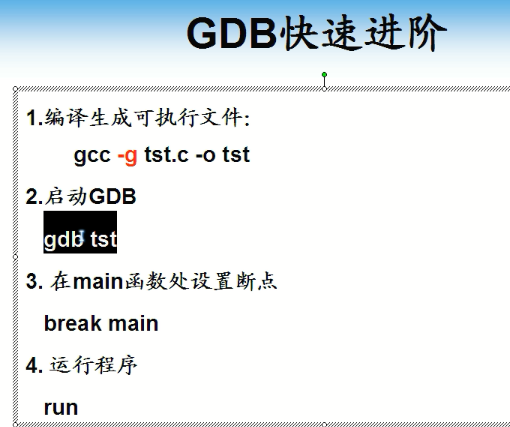 GDB快速进阶
1.编译生成可执行文件:
gcc -g tst.c -o tst
2.启动GDB
gdb tst
3. 在main函数处设置断点
break main
4. 运行程序
run